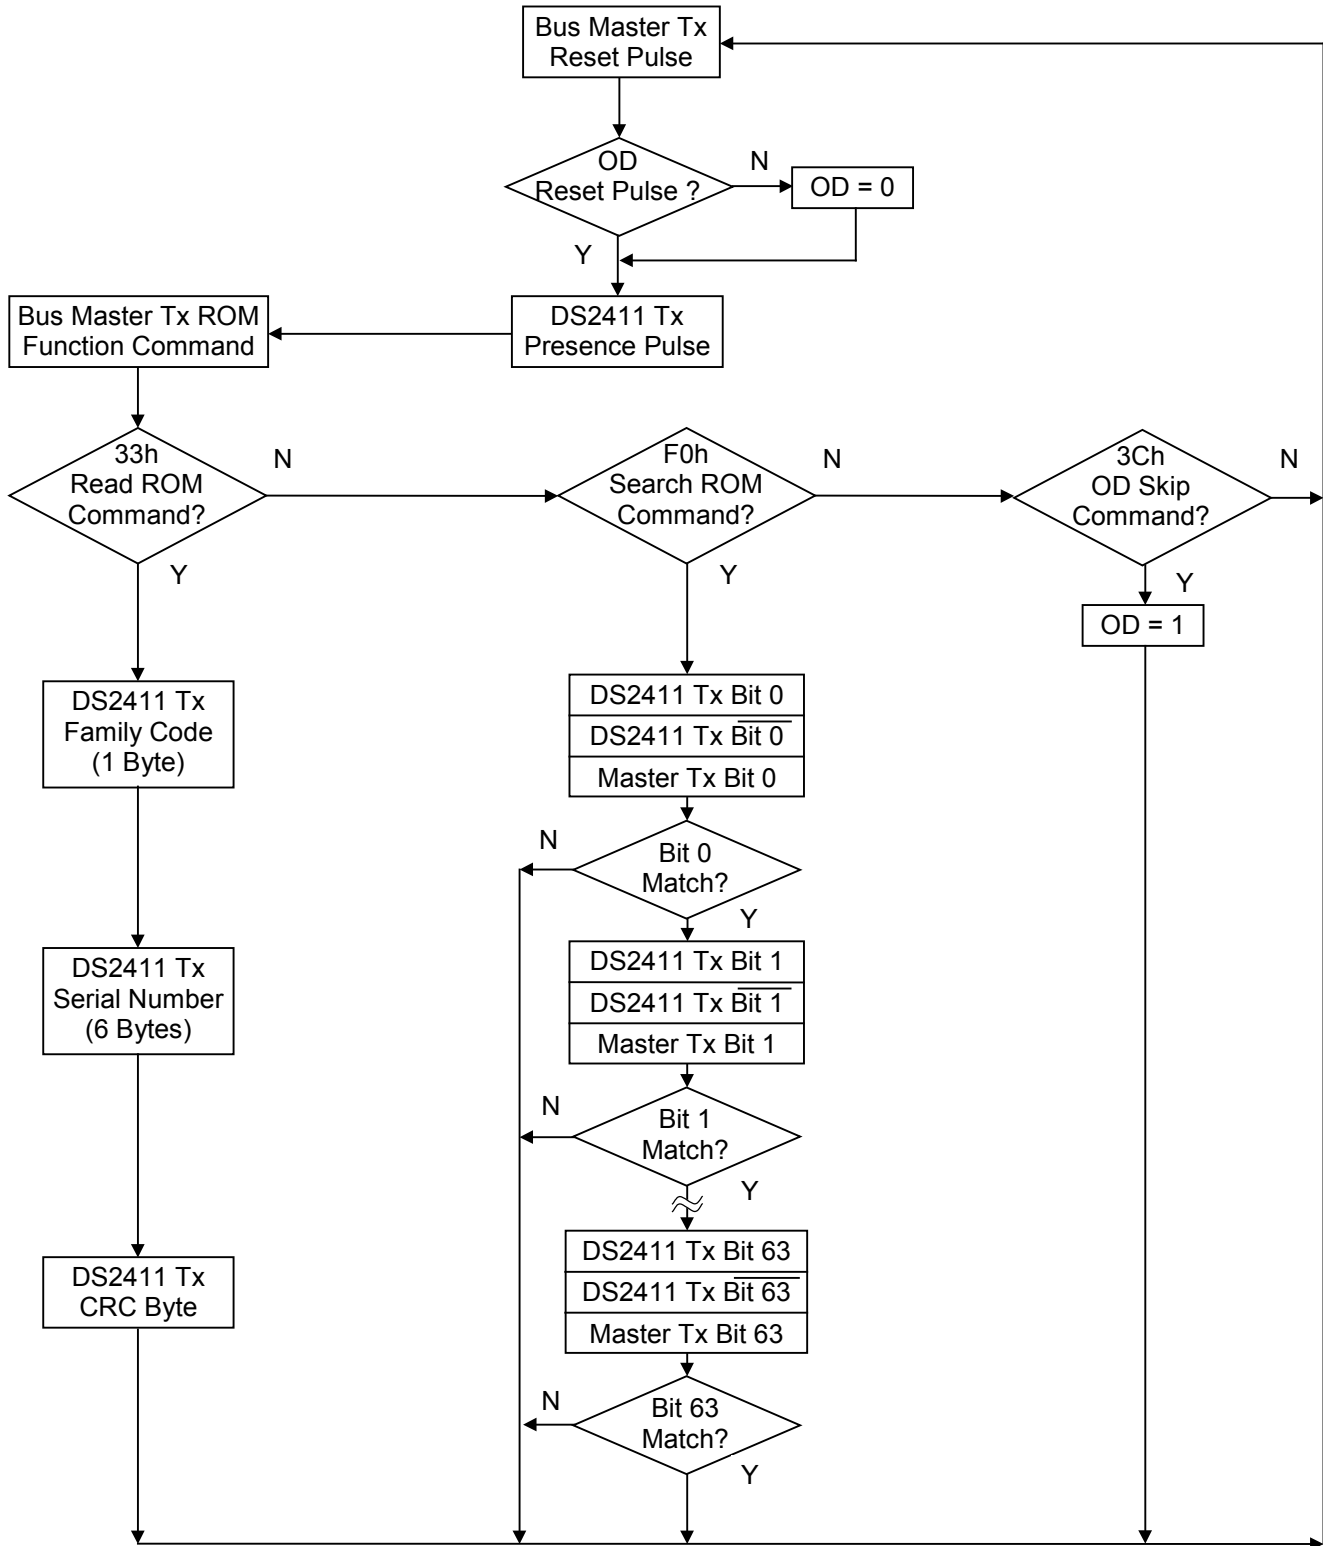 Bus Master Tx
Reset Pulse
OD
Reset Pulse ?
N
OD = 0
Y
Bus Master Tx ROM
Function Command
DS2411 Tx
Presence Pulse
33h
Read ROM
Command?
N
Y
F0h
Search ROM
Command?
N
Y
3Ch
OD Skip
Command?
N
Y
OD = 1
DS2411 Tx
Family Code
(1 Byte)
DS2411 Tx
Serial Number
(6 Bytes)
DS2411 Tx
CRC Byte
DS2411 Tx Bit 0
DS2411 Tx B̅i̅t̅ ̅0̅
Master Tx Bit 0
Bit 0
Match?
N
Y
DS2411 Tx Bit 1
DS2411 Tx B̅i̅t̅ ̅1̅
Master Tx Bit 1
Bit 1
Match?
N
Y
DS2411 Tx Bit 63
DS2411 Tx B̅i̅t̅ ̅6̅3̅
Master Tx Bit 63
Bit 63
Match?
N
Y